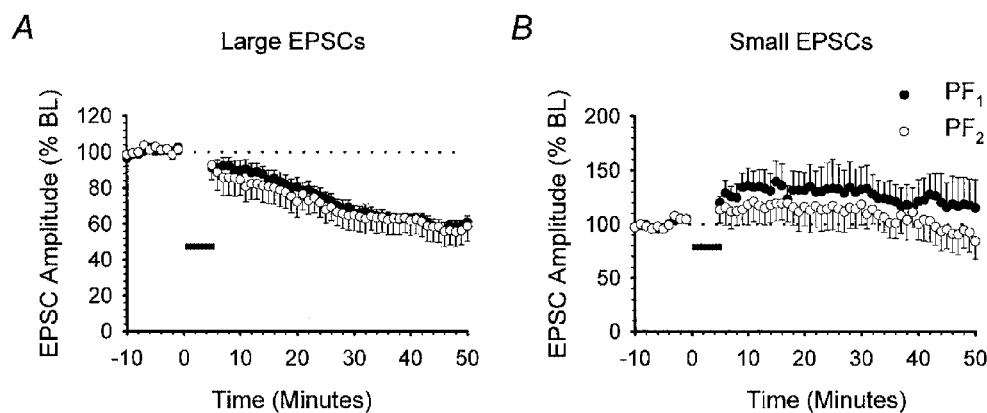 A
Large EPSCs
EPSC Amplitude (% BL)
120
100
80
60
40
20
0
-10 0 10 20 30 40 50
Time (Minutes)
B
Small EPSCs
PF1
PF2
EPSC Amplitude (% BL)
200
150
100
50
0
-10 0 10 20 30 40 50
Time (Minutes)